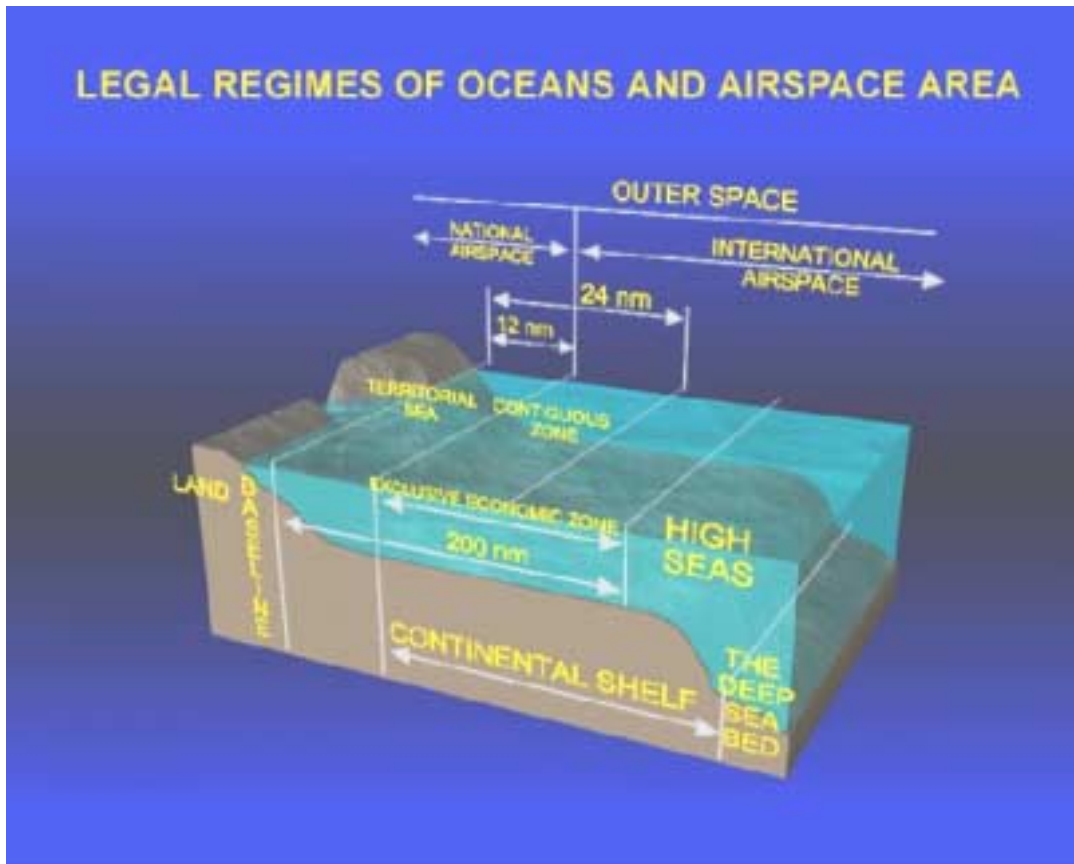 LEGAL REGIMES OF OCEANS AND AIRSPACE AREA
OUTER SPACE
NATIONAL
AIRSPACE
INTERNATIONAL
AIRSPACE
24 nm
12 nm
TERRITORIAL
SEA
CONTIGUOUS
ZONE
LAND
BASELINE
EXCLUSIVE ECONOMIC ZONE
200 nm
HIGH
SEAS
CONTINENTAL SHELF
THE
DEEP
SEA
BED